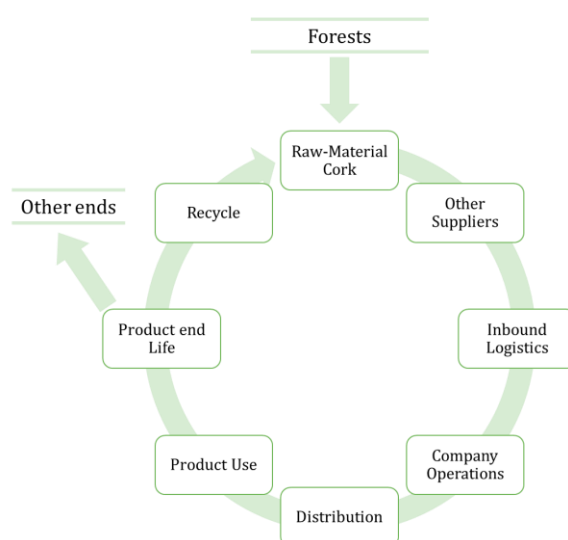 Forests
Raw-Material
Cork
Other
Suppliers
Inbound
Logistics
Company
Operations
Distribution
Product Use
Product end
Life
Other ends
Recycle